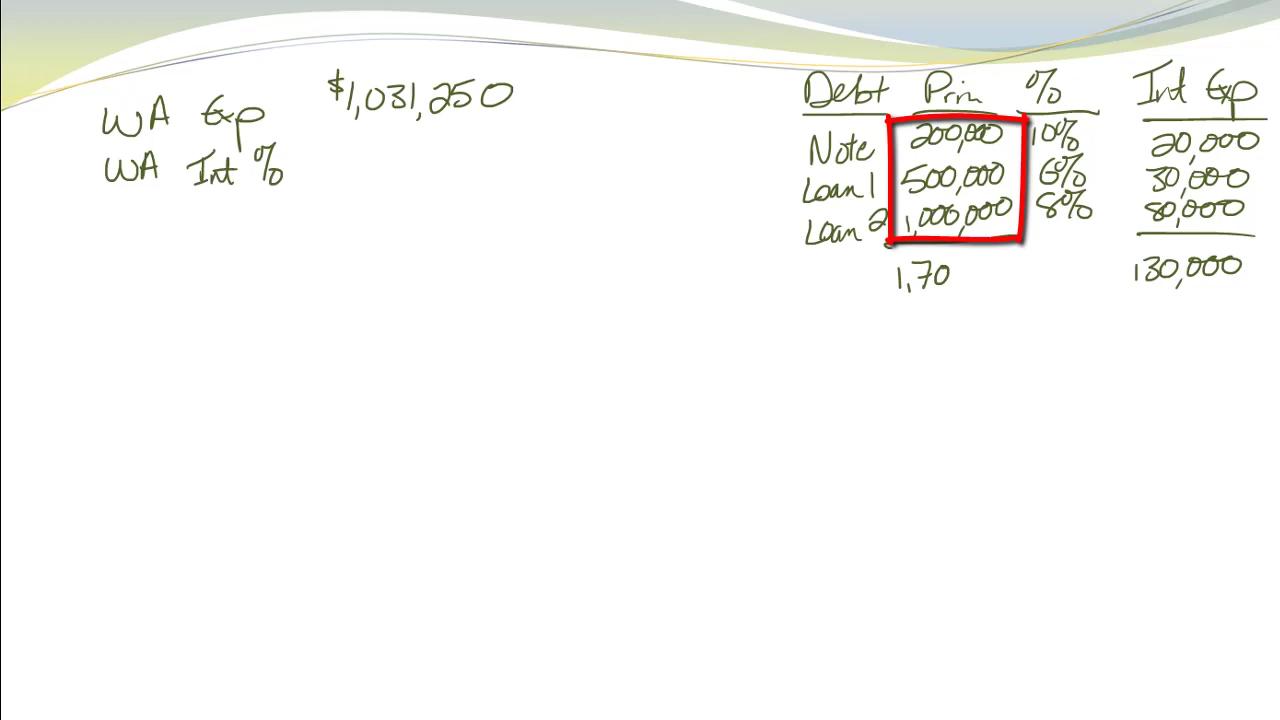 WA Exp $1,031,250
WA Int %
Debt Prin % Int Exp
Note 200,000 10% 20,000
Loan 1 500,000 6% 30,000
Loan 2 1,000,000 8% 80,000
1,70 130,000